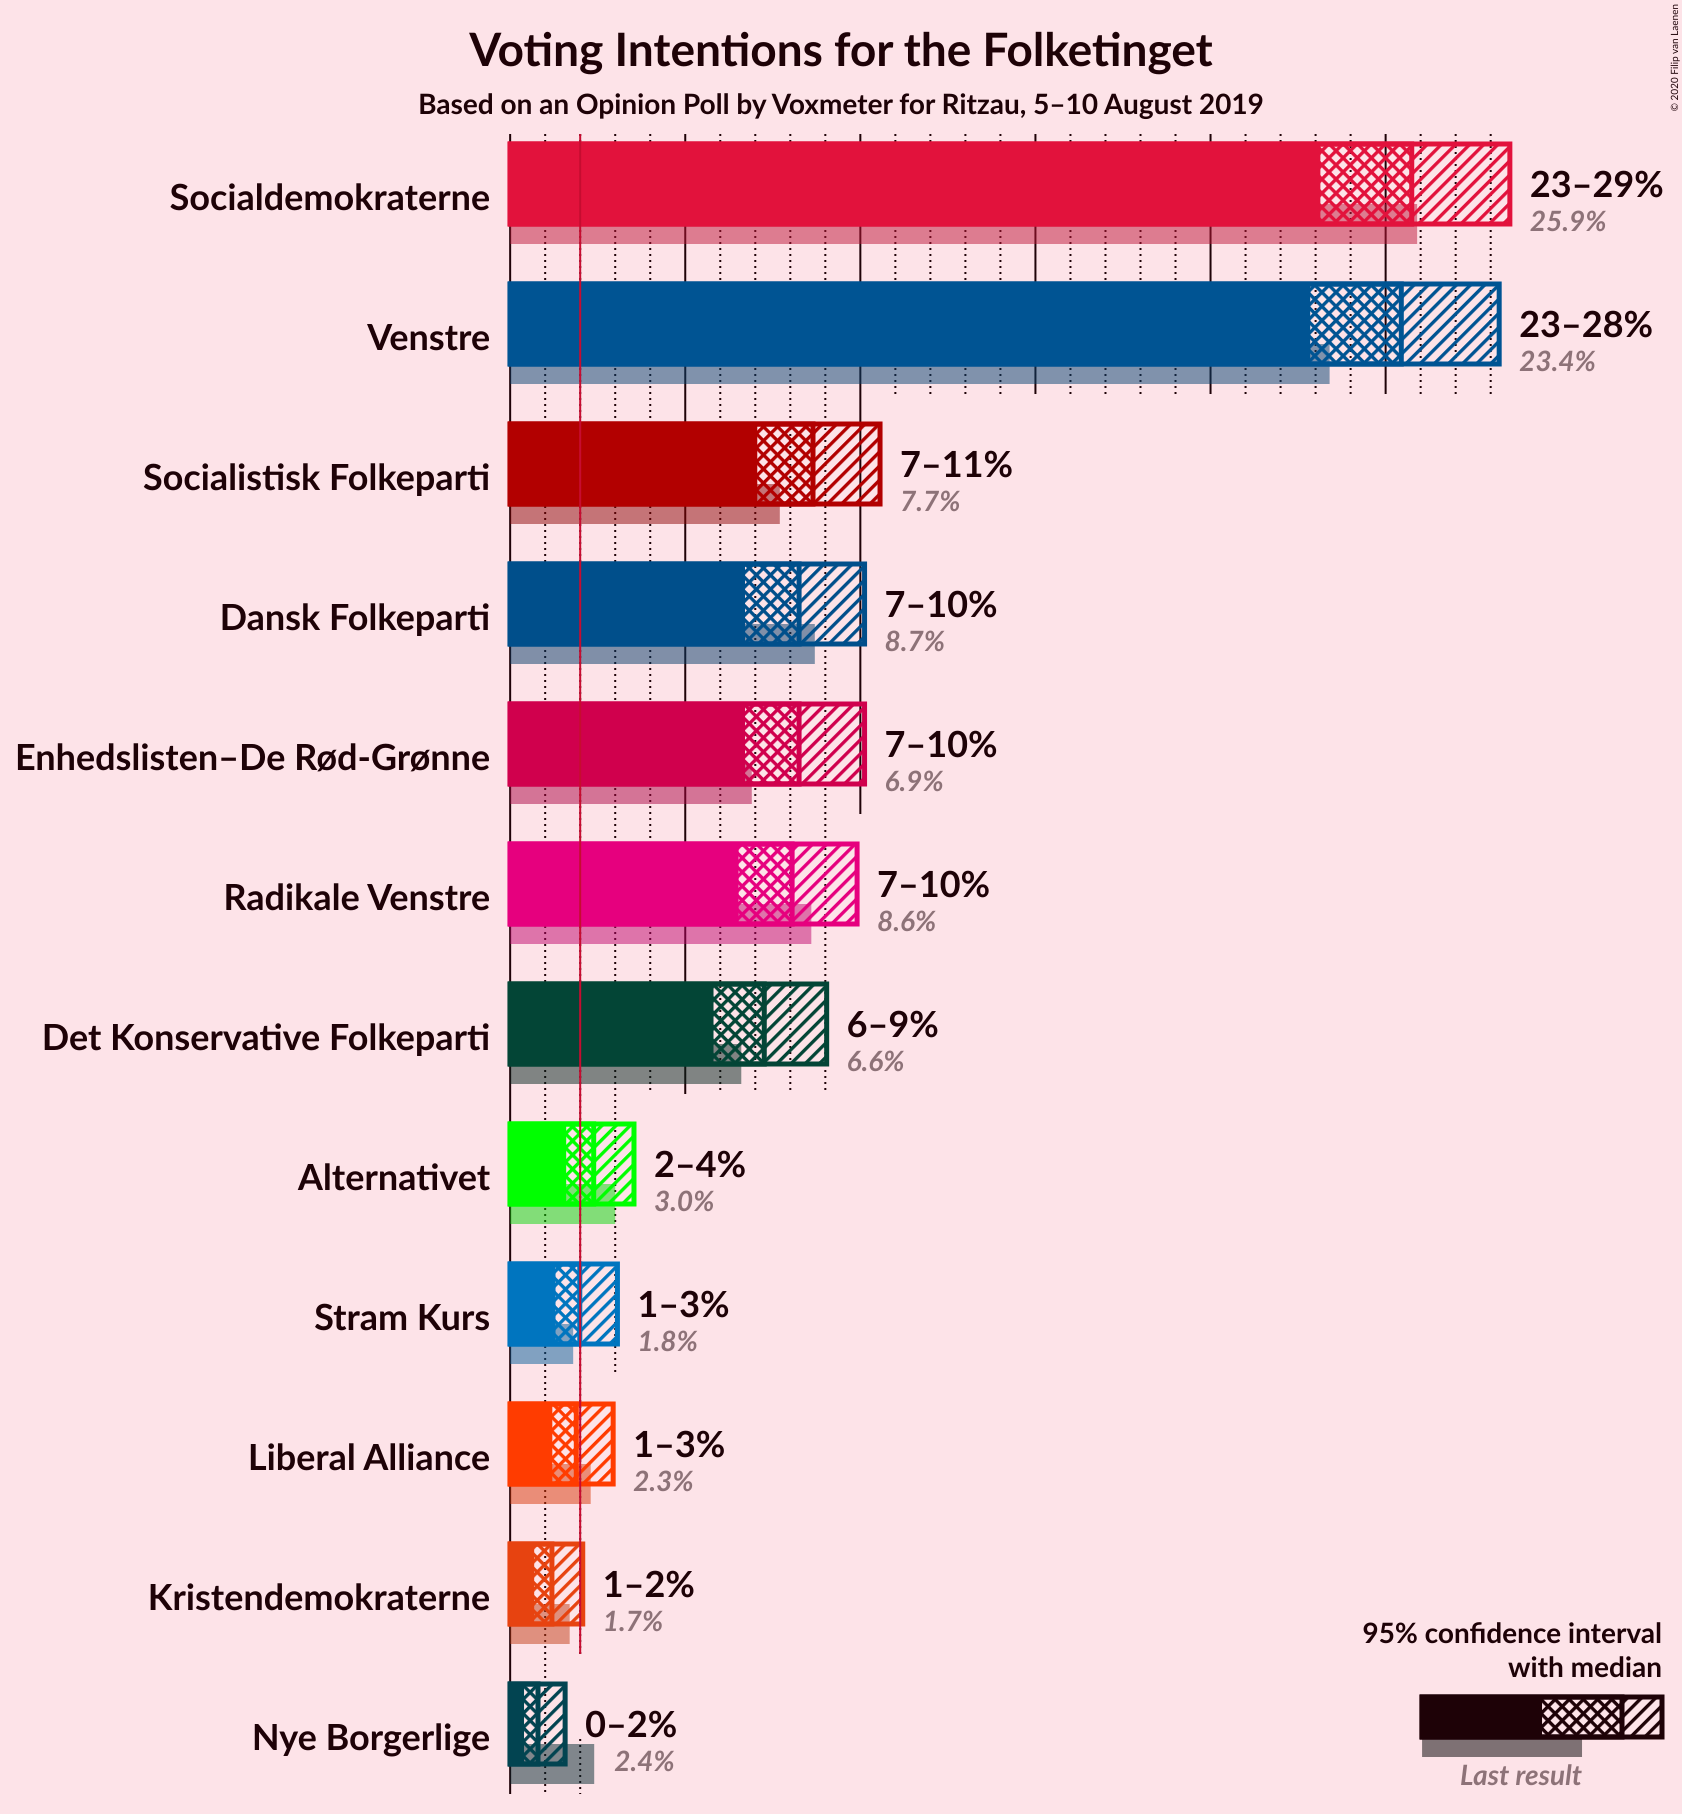 © 2020 Filip van Laenen
Voting Intentions for the Folketinget
Based on an Opinion Poll by Voxmeter for Ritzau, 5–10 August 2019
Socialdemokraterne
23–29%
25.9%
Venstre
23–28%
23.4%
Socialistisk Folkeparti
7–11%
7.7%
Dansk Folkeparti
7–10%
8.7%
Enhedslisten–De Rød-Grønne
7–10%
6.9%
Radikale Venstre
7–10%
8.6%
Det Konservative Folkeparti
6–9%
6.6%
Alternativet
2–4%
3.0%
Stram Kurs
1–3%
1.8%
Liberal Alliance
1–3%
2.3%
Kristendemokraterne
1–2%
1.7%
Nye Borgerlige
0–2%
2.4%
95% confidence interval
with median
Last result